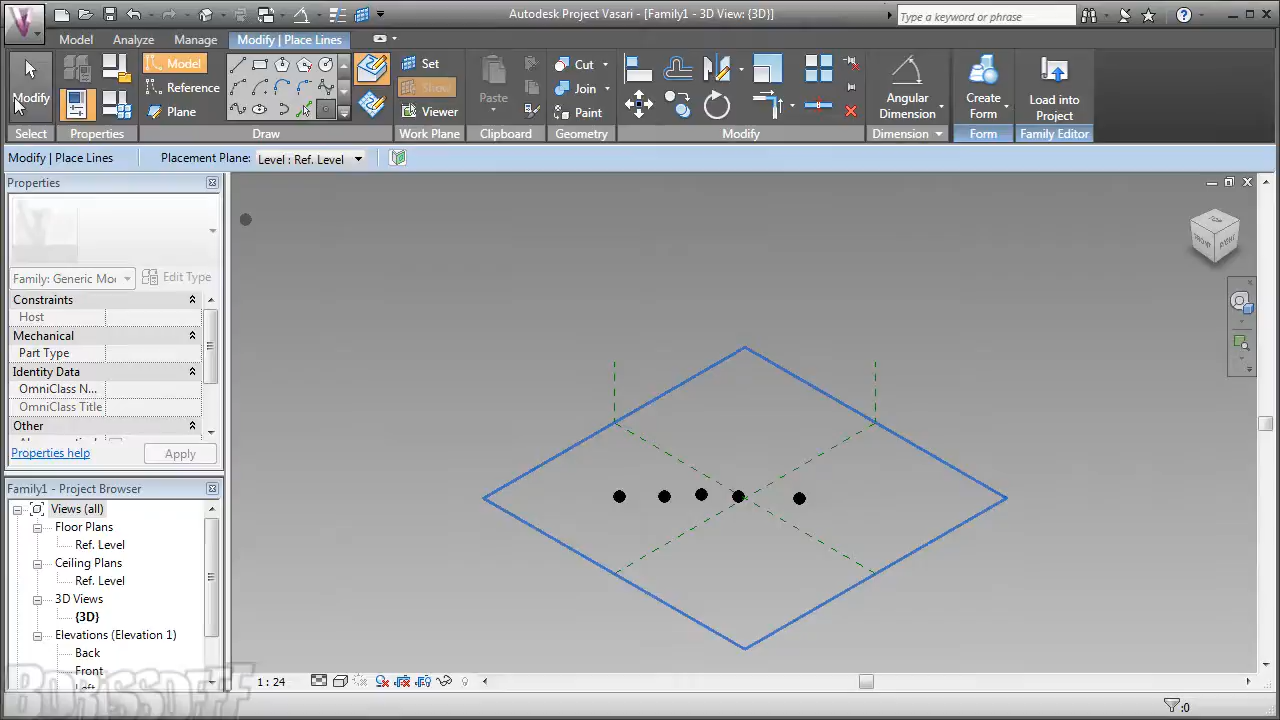 Autodesk Project Vasari - [Family1 - 3D View: {3D}]
Type a keyword or phrase
Model Analyze Manage Modify | Place Lines
Modify
Model
Reference
Plane
Set
Show
Viewer
Paste
Cut
Join
Paint
Angular Dimension
Create Form
Load into Project
Select Properties Draw Work Plane Clipboard Geometry Modify Dimension Form Family Editor
Modify | Place Lines Placement Plane: Level : Ref. Level
Properties
Family: Generic Mo Edit Type
Constraints
Host
Mechanical
Part Type
Identity Data
OmniClass N...
OmniClass Title
Other
Properties help Apply
Family1 - Project Browser
Views (all)
Floor Plans
Ref. Level
Ceiling Plans
Ref. Level
3D Views
{3D}
Elevations (Elevation 1)
Back
Front
TOP
FRONT
RIGHT
1 : 24
:0
BORISSOFF